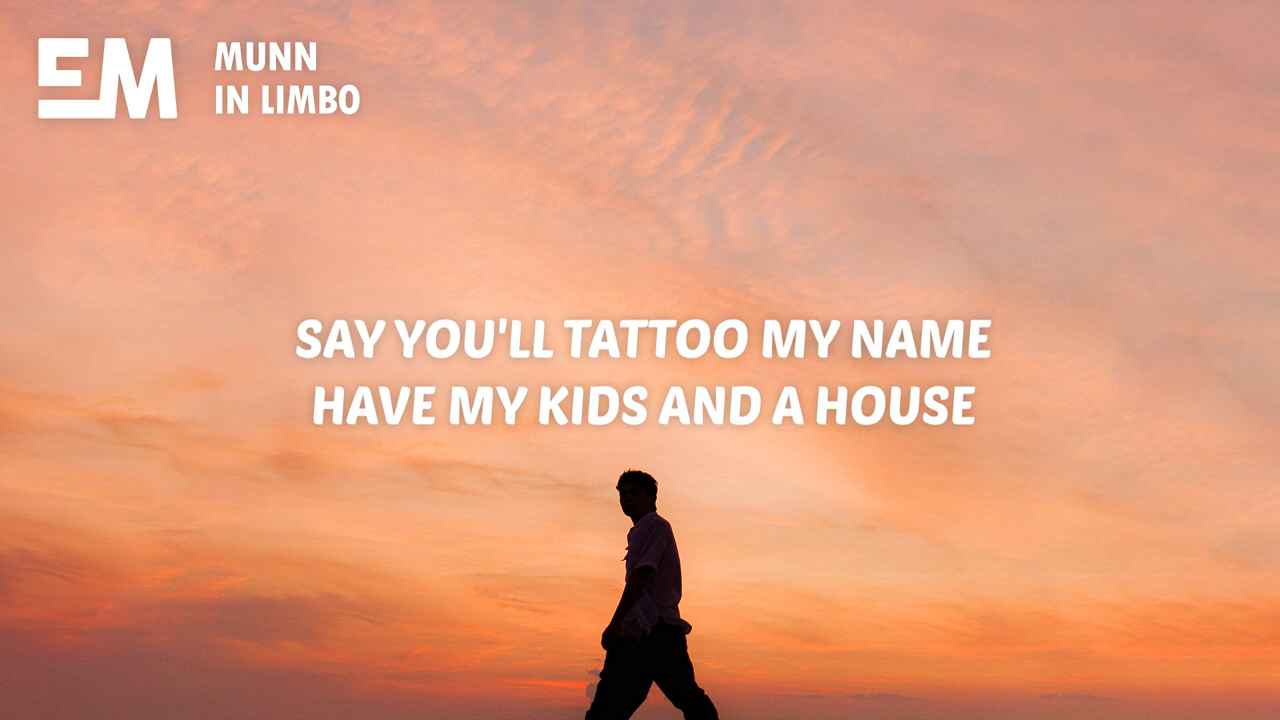 EM
MUNN
IN LIMBO
SAY YOU'LL TATTOO MY NAME
HAVE MY KIDS AND A HOUSE